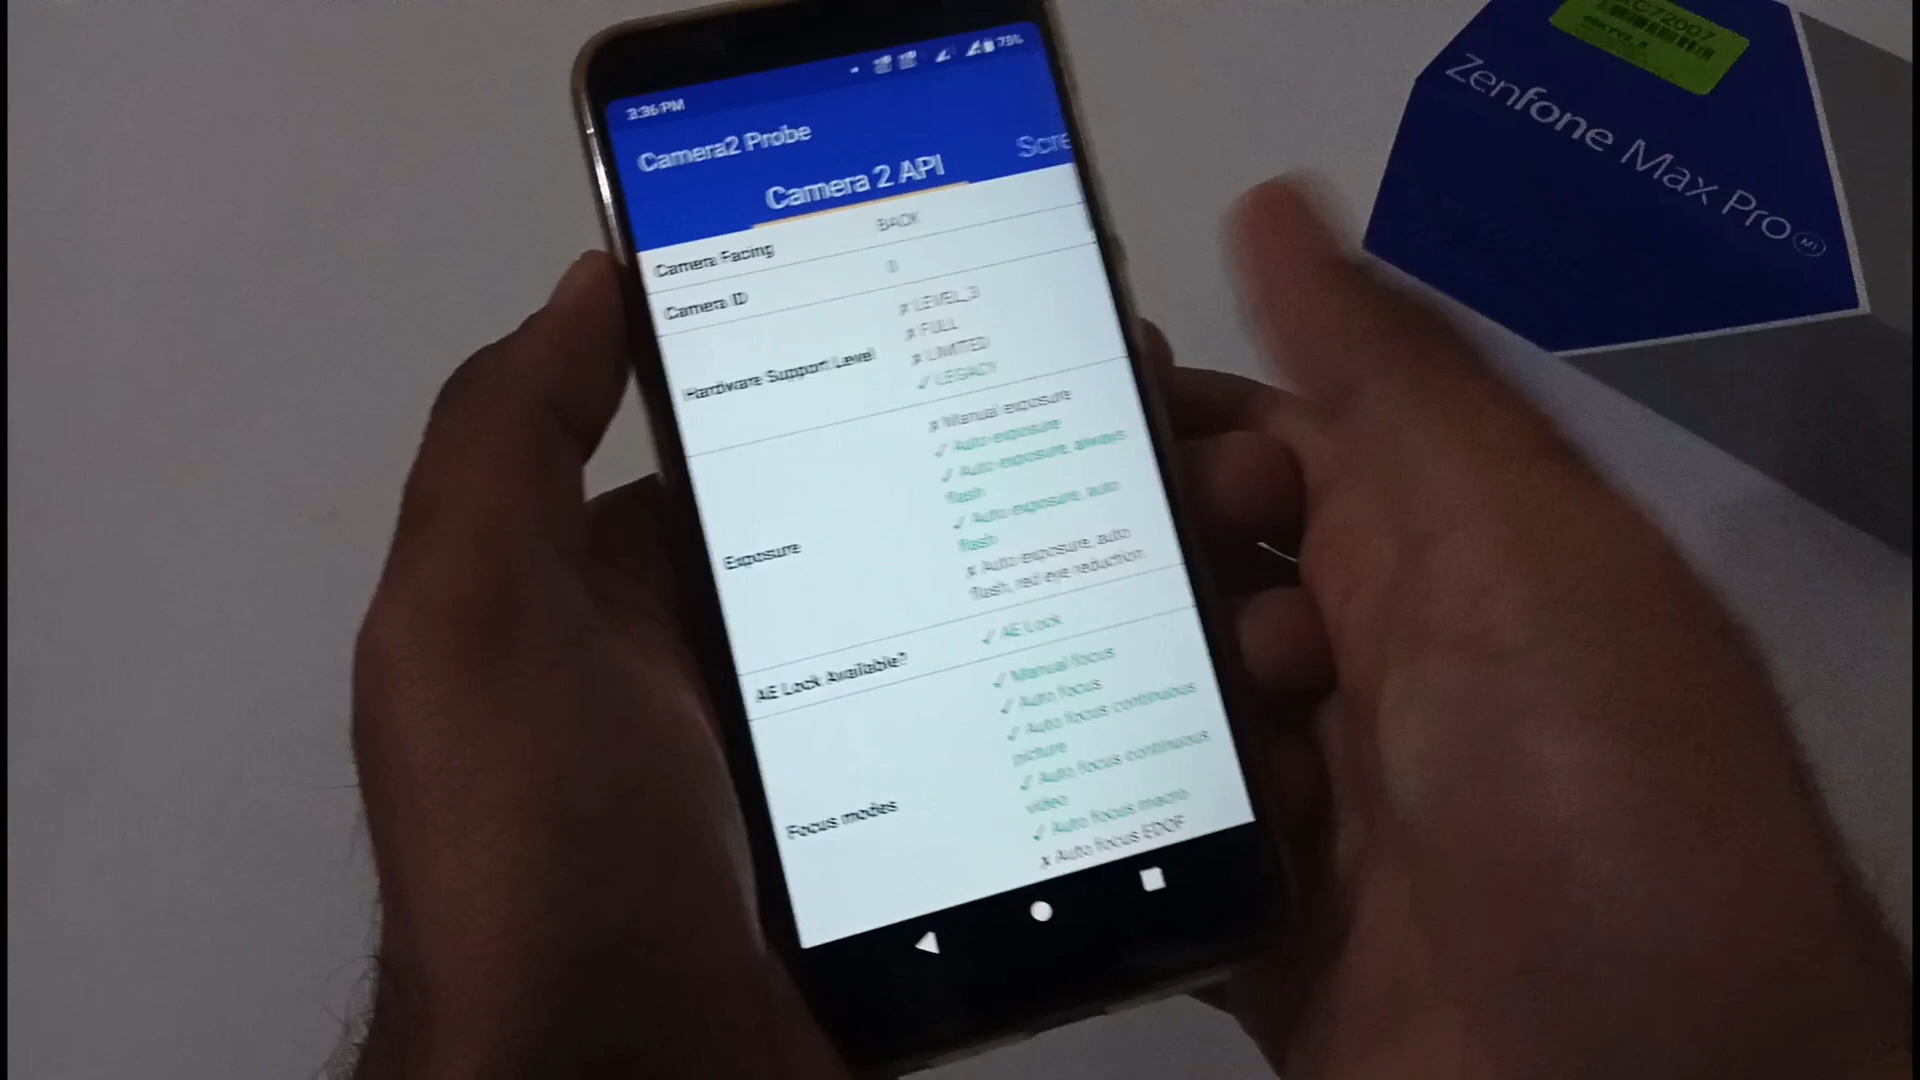 3:36 PM
75%
Camera2 Probe
Camera 2 API
Scre
Camera Facing
BACK
Camera ID
0
Hardware Support Level
✗ LEVEL_3
✗ FULL
✗ LIMITED
✓ LEGACY
Exposure
✗ Manual exposure
✓ Auto exposure
✓ Auto exposure, always
flash
✓ Auto exposure, auto
flash
✗ Auto exposure, auto
flash, red eye reduction
AE Lock Available?
✓ AE Lock
Focus modes
✓ Manual focus
✓ Auto focus
✓ Auto focus continuous
picture
✓ Auto focus continuous
video
✓ Auto focus macro
✗ Auto focus EDOF
Zenfone Max Pro M1